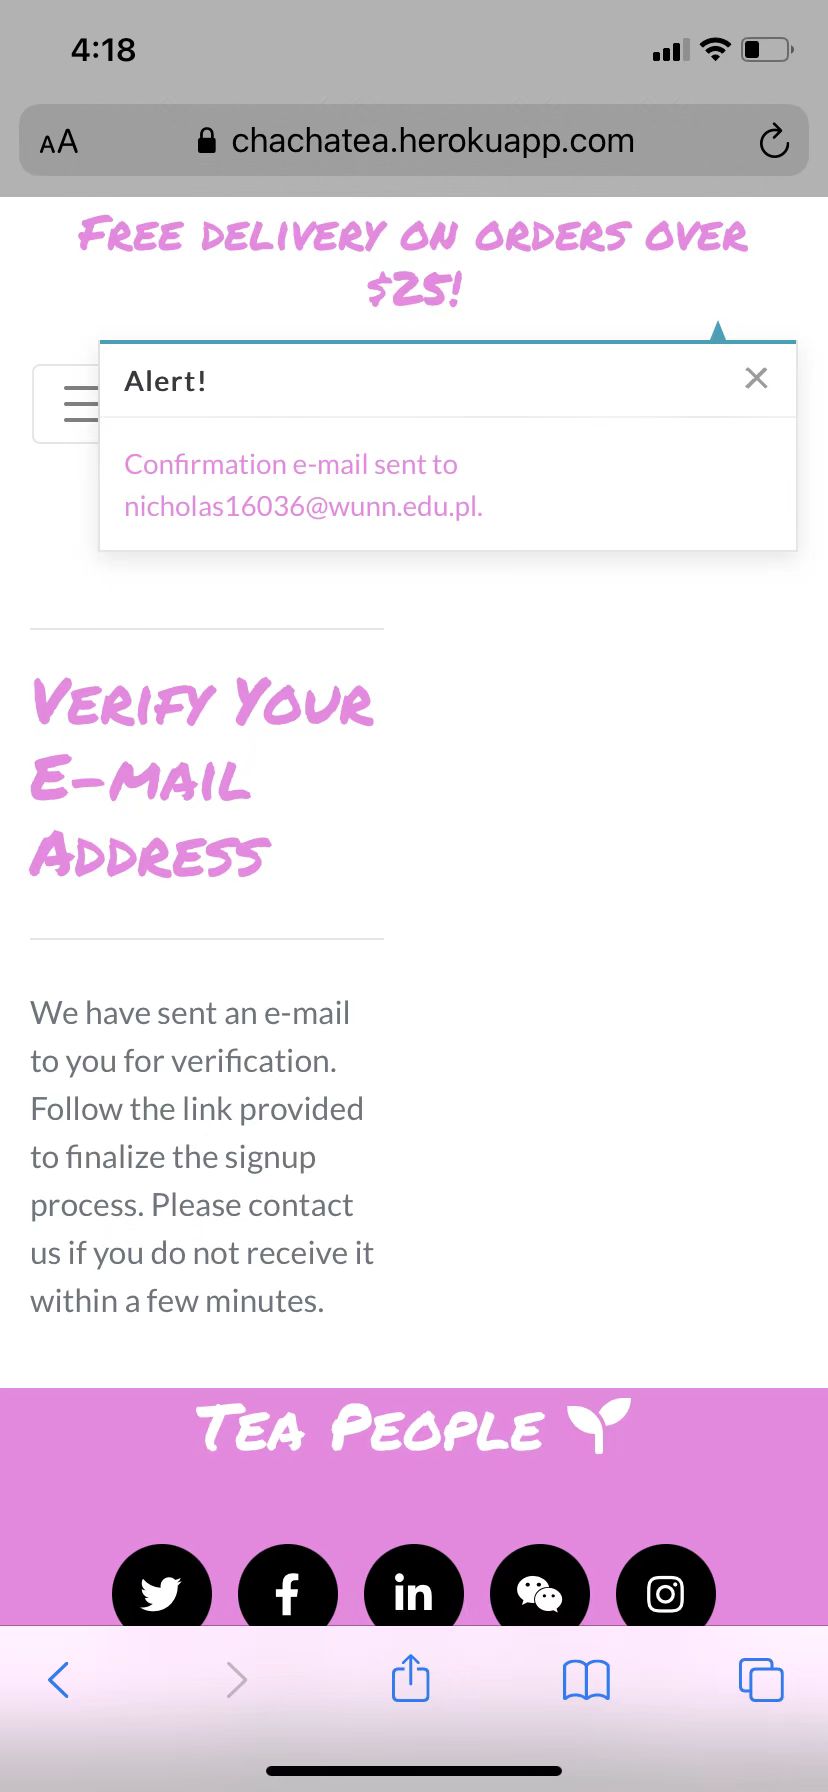 4:18
AA chachatea.herokuapp.com
Free delivery on orders over
$25!
Alert!
Confirmation e-mail sent to
nicholas16036@wunn.edu.pl.
Verify Your
E-mail
Address
We have sent an e-mail
to you for verification.
Follow the link provided
to finalize the signup
process. Please contact
us if you do not receive it
within a few minutes.
Tea People